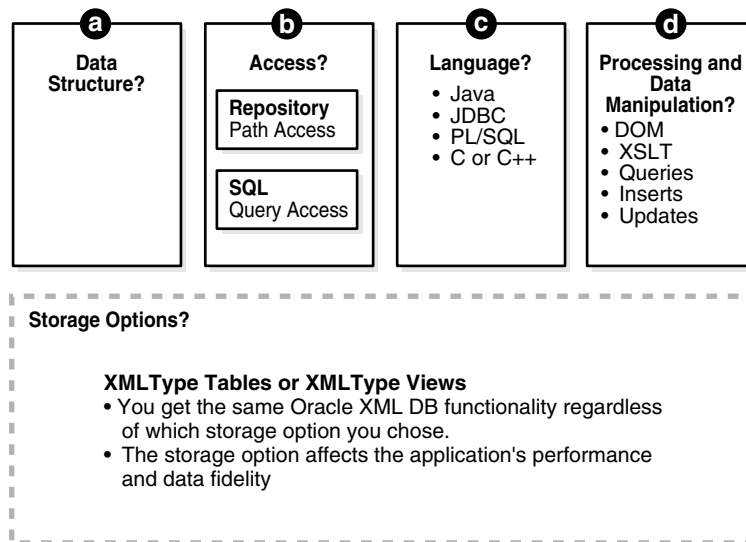 a
Data
Structure?
b
Access?
Repository
Path Access
SQL
Query Access
c
Language?
• Java
• JDBC
• PL/SQL
• C or C++
d
Processing and
Data
Manipulation?
• DOM
• XSLT
• Queries
• Inserts
• Updates
Storage Options?
XMLType Tables or XMLType Views
• You get the same Oracle XML DB functionality regardless
of which storage option you chose.
• The storage option affects the application's performance
and data fidelity